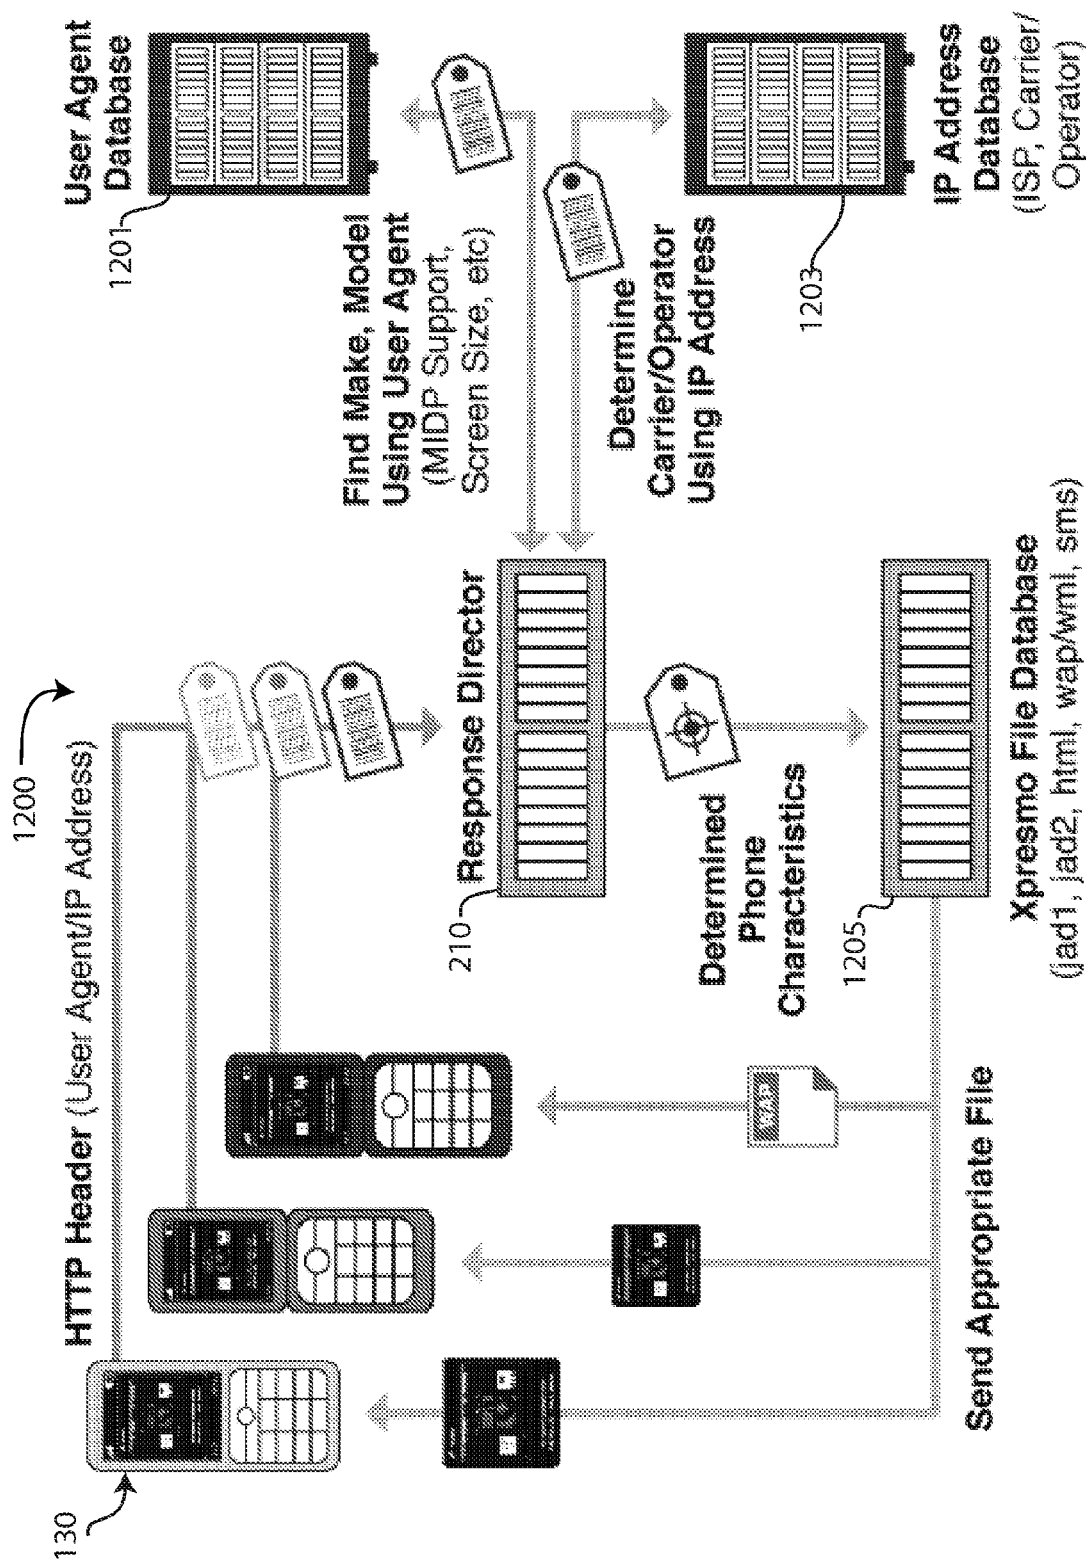 1200
HTTP Header (User Agent/IP Address)
130
User Agent
Database
1201
Find Make, Model
Using User Agent
(MIDP Support,
Screen Size, etc)
Response Director
210
Determine
Carrier/Operator
Using IP Address
1203
IP Address
Database
(ISP, Carrier/
Operator)
Determined
Phone
Characteristics
1205
Xpresmo File Database
(jad1, jad2, html, wap/wml, sms)
Send Appropriate File